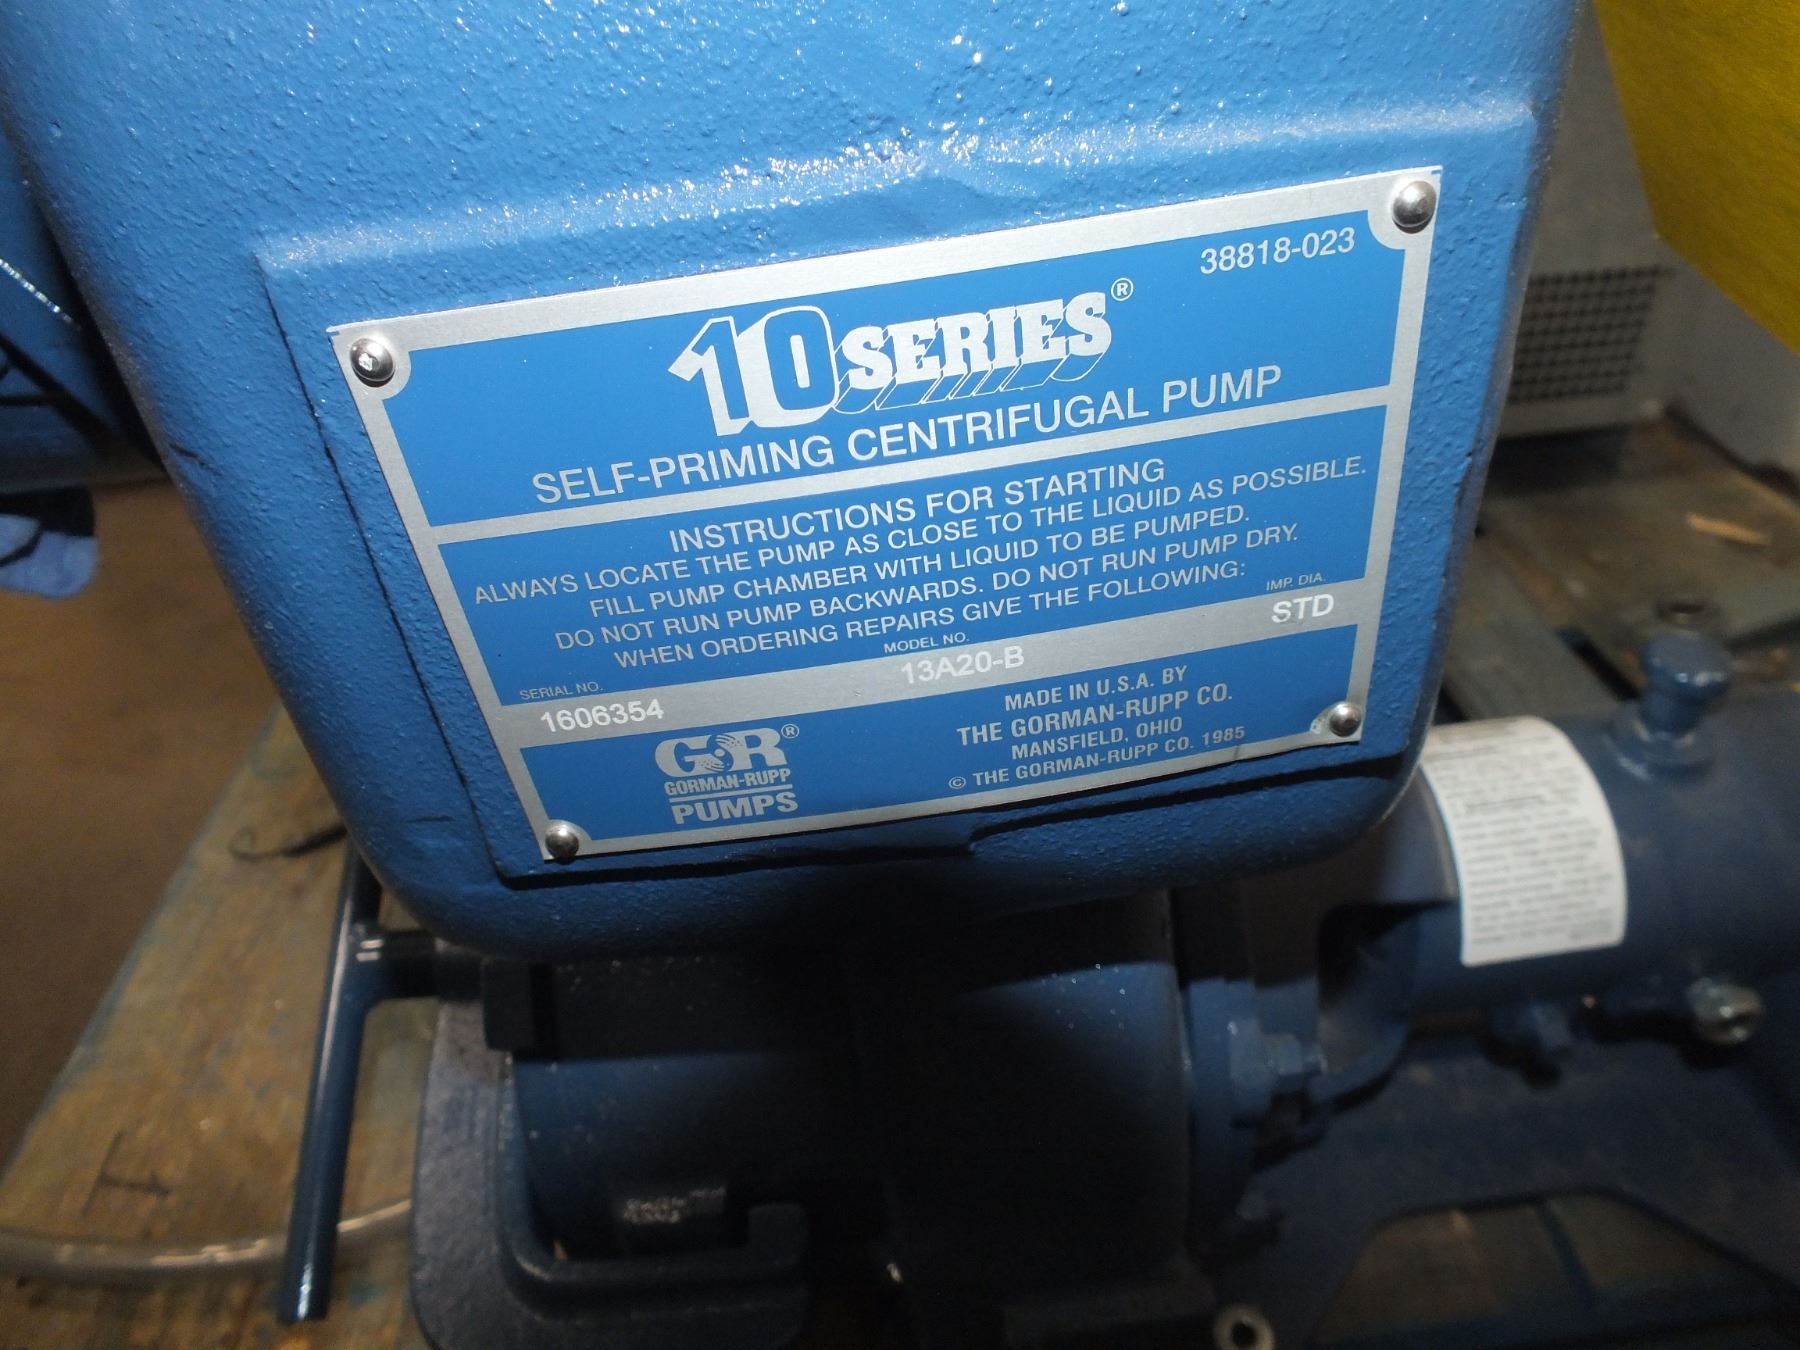 38818-023
10 SERIES®
SELF-PRIMING CENTRIFUGAL PUMP
INSTRUCTIONS FOR STARTING
ALWAYS LOCATE THE PUMP AS CLOSE TO THE LIQUID AS POSSIBLE.
FILL PUMP CHAMBER WITH LIQUID TO BE PUMPED.
DO NOT RUN PUMP BACKWARDS. DO NOT RUN PUMP DRY.
WHEN ORDERING REPAIRS GIVE THE FOLLOWING:
SERIAL NO. MODEL NO. IMP. DIA.
1606354 13A20-B STD
GR®
GORMAN-RUPP
PUMPS
MADE IN U.S.A. BY
THE GORMAN-RUPP CO.
MANSFIELD, OHIO
© THE GORMAN-RUPP CO. 1985